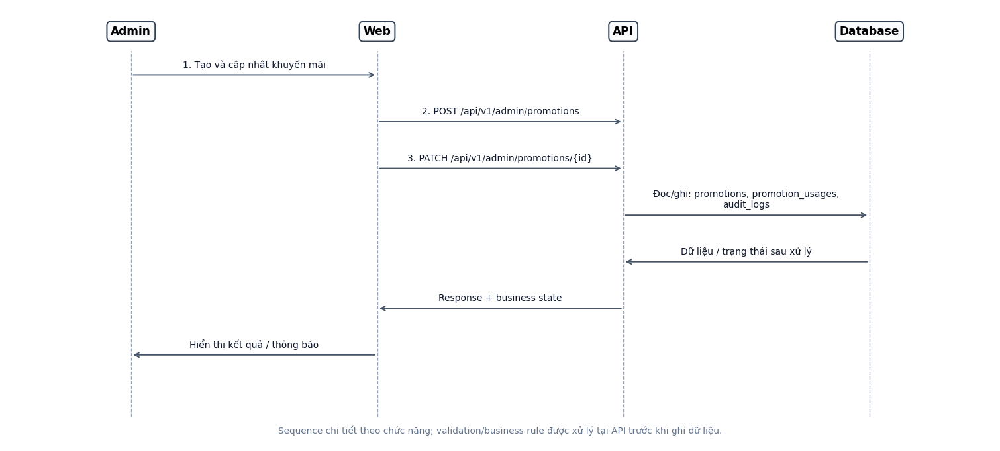 Admin
Web
API
Database
1. Tạo và cập nhật khuyến mãi
2. POST /api/v1/admin/promotions
3. PATCH /api/v1/admin/promotions/{id}
Đọc/ghi: promotions, promotion_usages,
audit_logs
Dữ liệu / trạng thái sau xử lý
Response + business state
Hiển thị kết quả / thông báo
Sequence chi tiết theo chức năng; validation/business rule được xử lý tại API trước khi ghi dữ liệu.